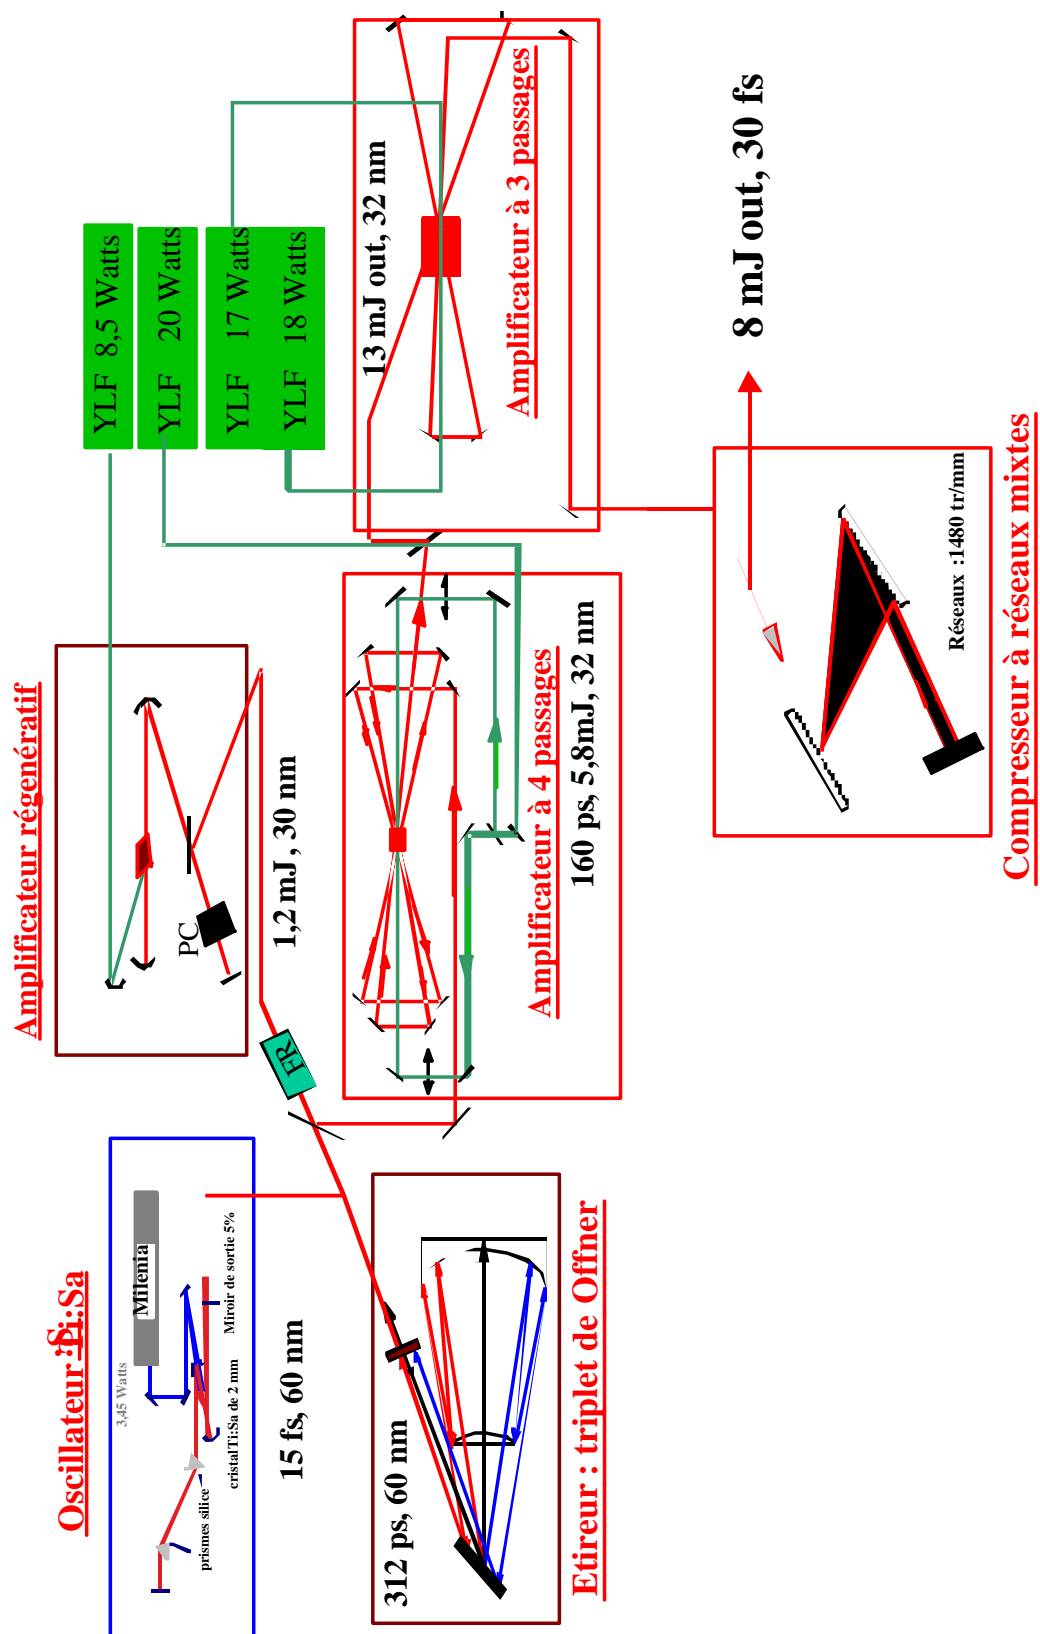 Oscillateur Ti:Sa
Milenia
3,45 Watts
Miroir de sortie 5%
cristalTi:Sa de 2 mm
prismes silice
15 fs, 60 nm
312 ps, 60 nm
Etireur : triplet de Offner
Amplificateur régénératif
PC
1,2 mJ , 30 nm
FR
Amplificateur à 4 passages
160 ps, 5,8mJ, 32 nm
YLF 8,5 Watts
YLF 20 Watts
YLF 17 Watts
YLF 18 Watts
13 mJ out, 32 nm
Amplificateur à 3 passages
8 mJ out, 30 fs
Réseaux :1480 tr/mm
Compresseur à réseaux mixtes